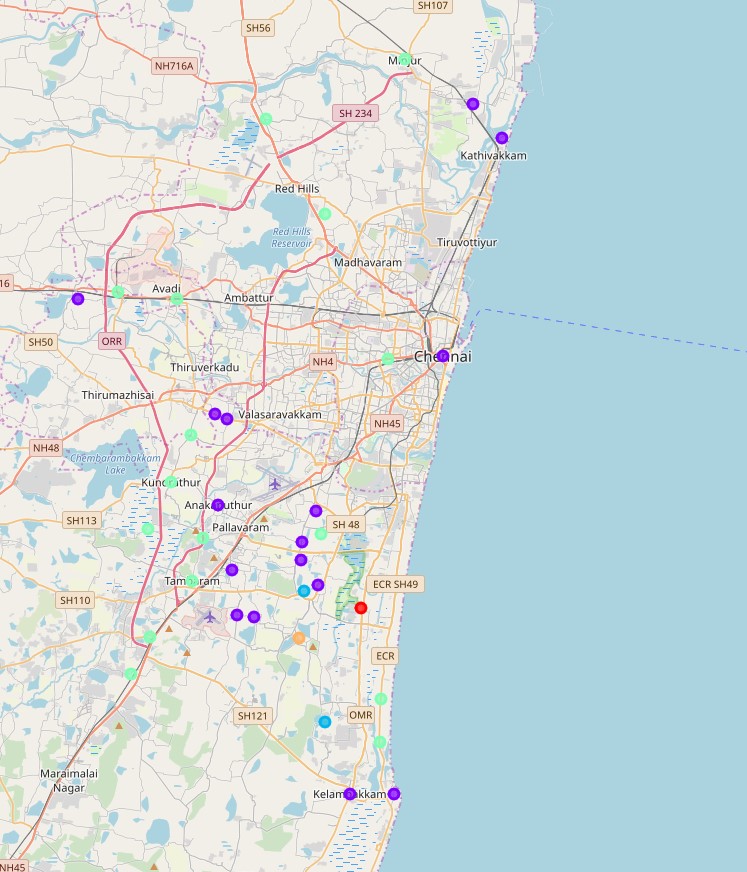 SH107
SH56
Minjur
NH716A
SH 234
Kathivakkam
Red Hills
Red Hills
Reservoir
Tiruvottiyur
Madhavaram
16
Avadi
Ambattur
SH50
ORR
Chennai
NH4
Thiruverkadu
Thirumazhisai
Valasaravakkam
NH45
NH48
Chembarambakkam
Lake
Kundrathur
Anakaputhur
SH113
Pallavaram
SH 48
Tambaram
ECR SH49
SH110
ECR
SH121
OMR
Maraimalai
Nagar
Kelambakkam
NH45